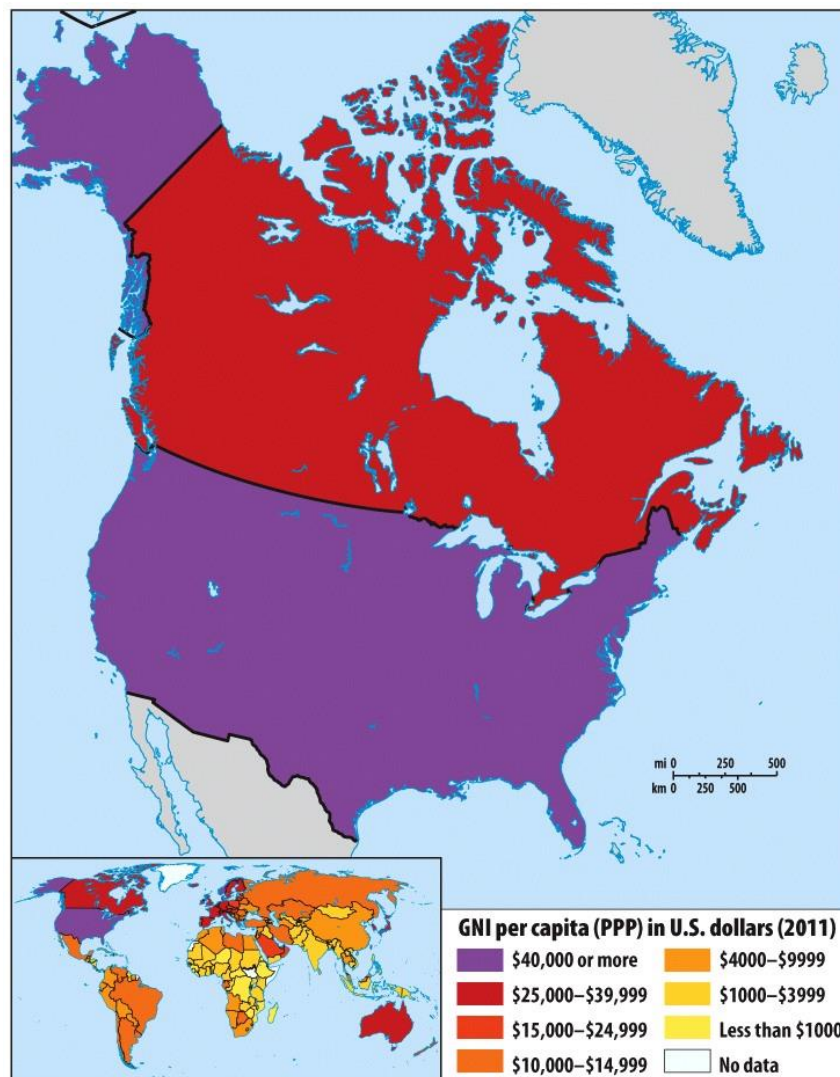 mi 0 250 500
km 0 250 500
GNI per capita (PPP) in U.S. dollars (2011)
$40,000 or more
$25,000–$39,999
$15,000–$24,999
$10,000–$14,999
$4000–$9999
$1000–$3999
Less than $1000
No data